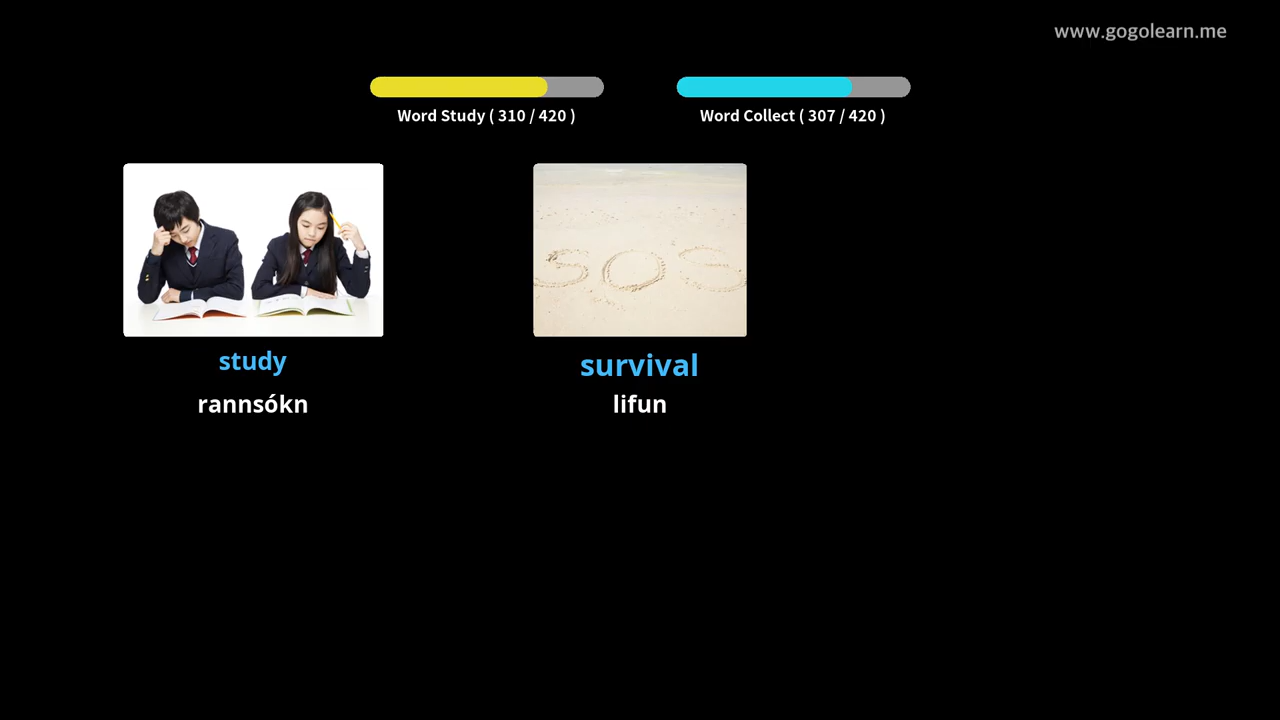 www.gogolearn.me
Word Study ( 310 / 420 )
Word Collect ( 307 / 420 )
SOS
study
survival
rannsókn
lifun